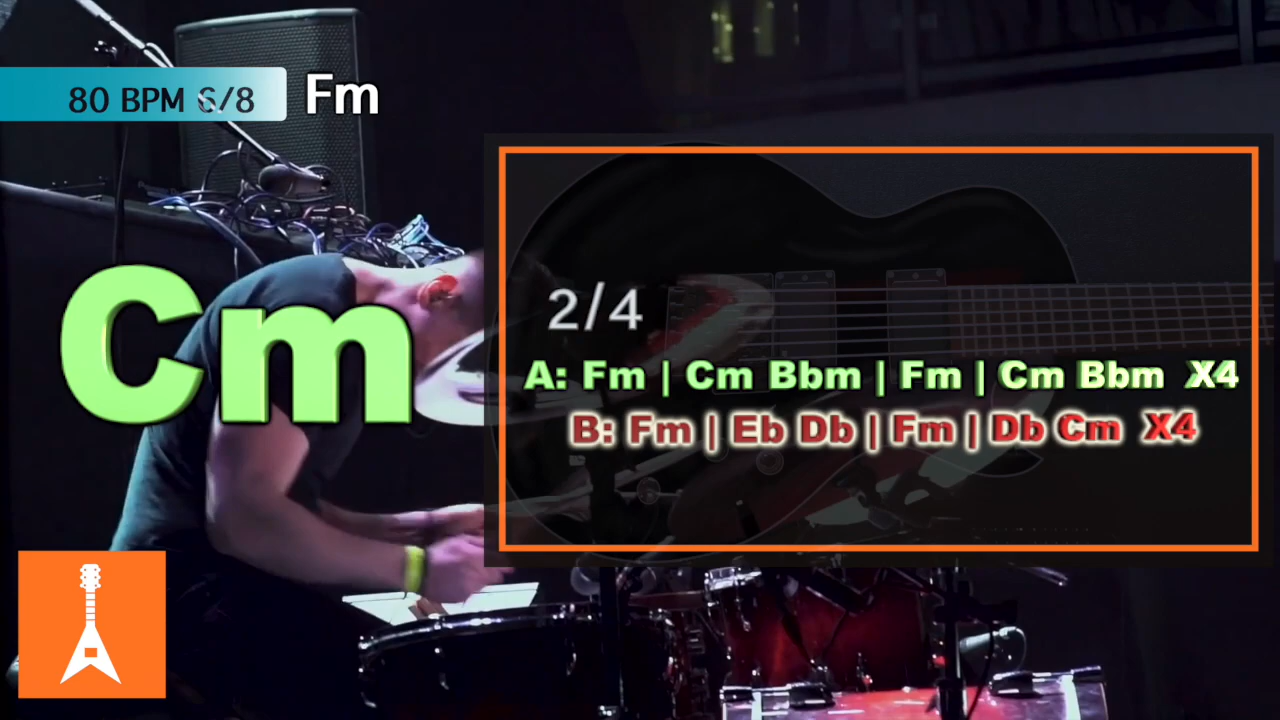 80 BPM 6/8 Fm
Cm
2/4
A: Fm | Cm Bbm | Fm | Cm Bbm X4
B: Fm | Eb Db | Fm | Db Cm X4